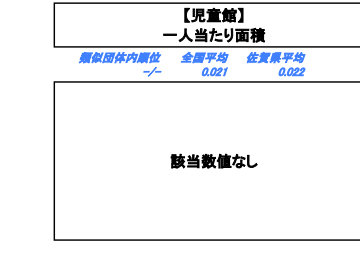 【児童館】
一人当たり面積
類似団体内順位 全国平均 佐賀県平均
-/- 0.021 0.022
該当数値なし